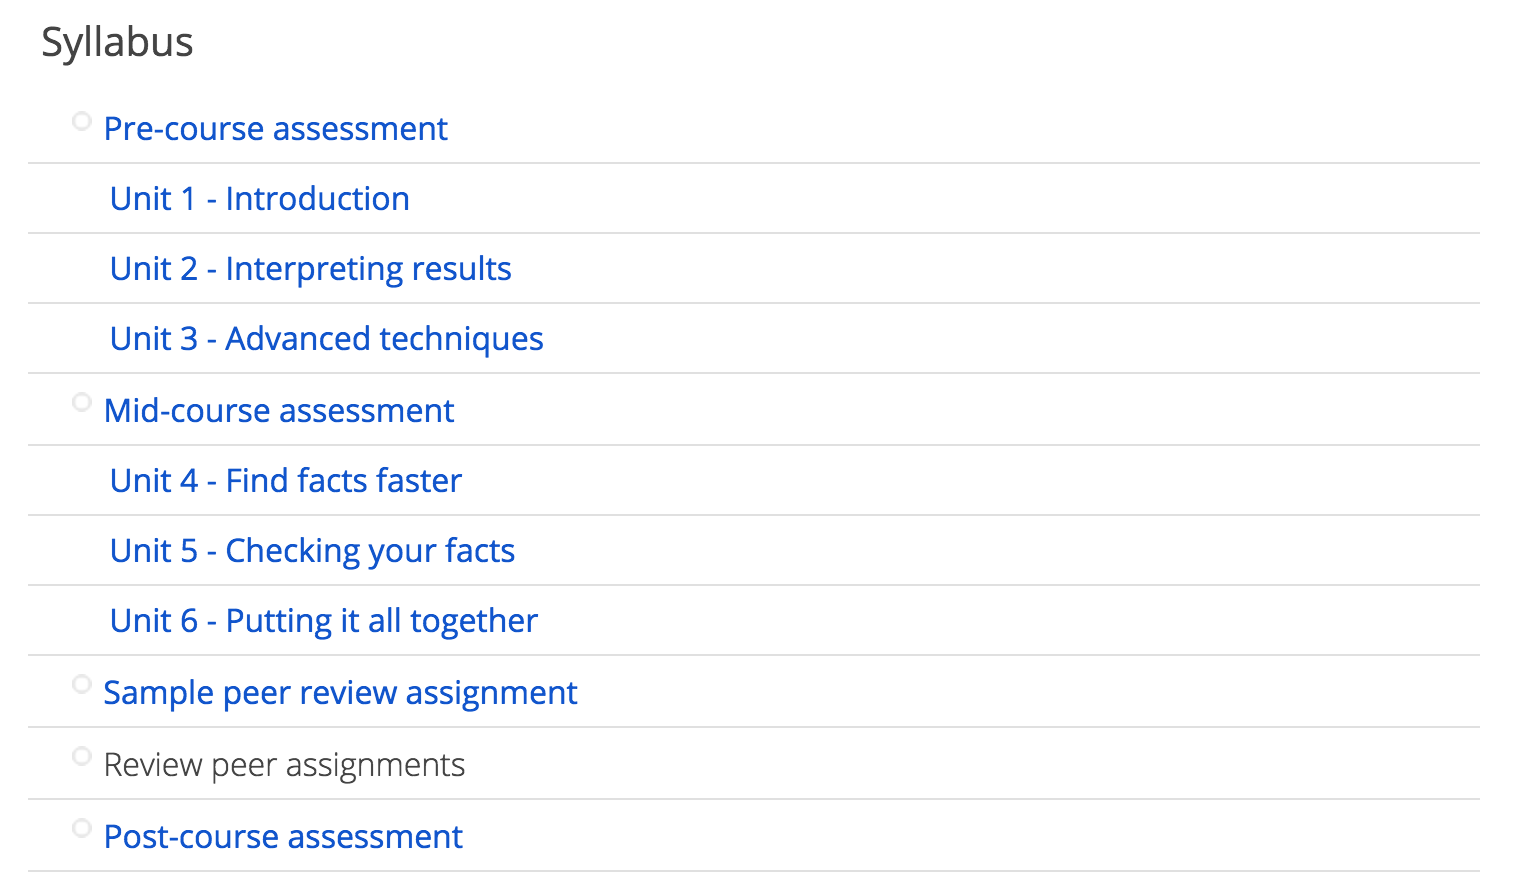 Syllabus
Pre-course assessment
Unit 1 - Introduction
Unit 2 - Interpreting results
Unit 3 - Advanced techniques
Mid-course assessment
Unit 4 - Find facts faster
Unit 5 - Checking your facts
Unit 6 - Putting it all together
Sample peer review assignment
Review peer assignments
Post-course assessment